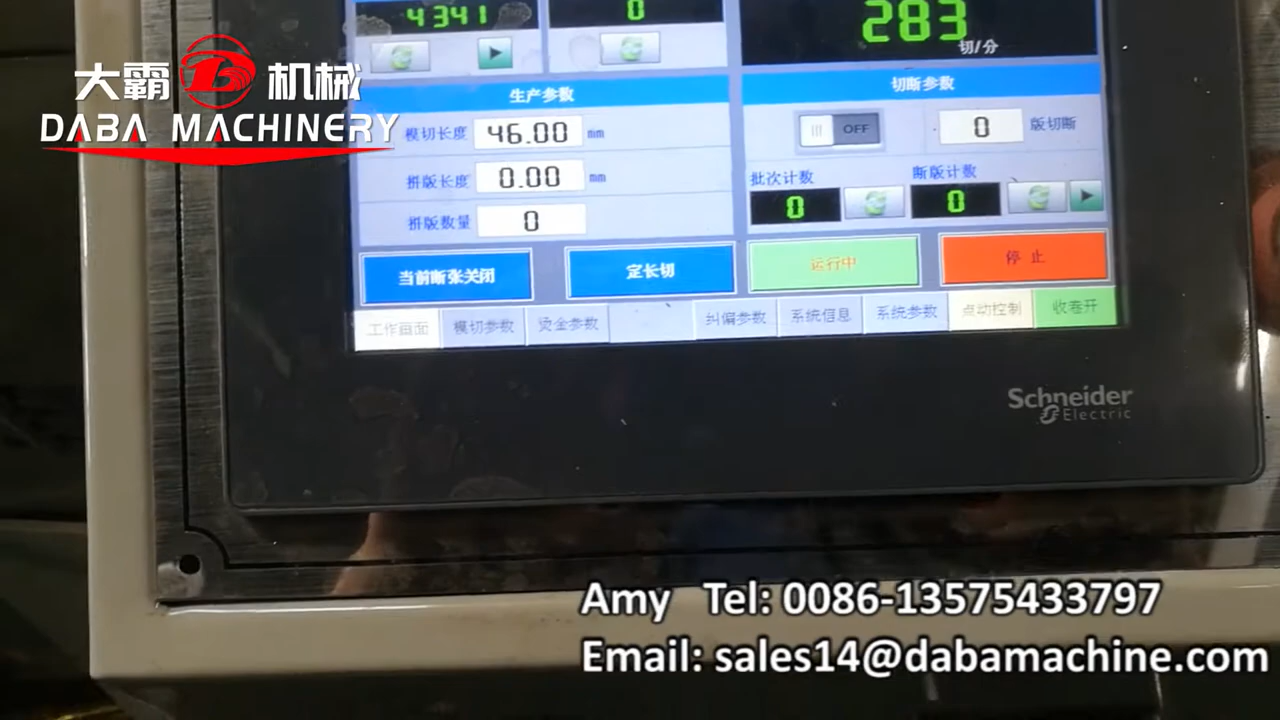 4341
0
283
切/分
大霸 机械
DABA MACHINERY
生产参数
切断参数
模切长度 46.00 mm
OFF
0 版切断
拼版长度 0.00 mm
批次计数
断版计数
0
0
拼版数量 0
当前断张关闭
定长切
运行中
停 止
工作画面
模切参数
烫金参数
纠偏参数
系统信息
系统参数
点动控制
收卷开
Schneider
Electric
Amy Tel: 0086-13575433797
Email: sales14@dabamachine.com